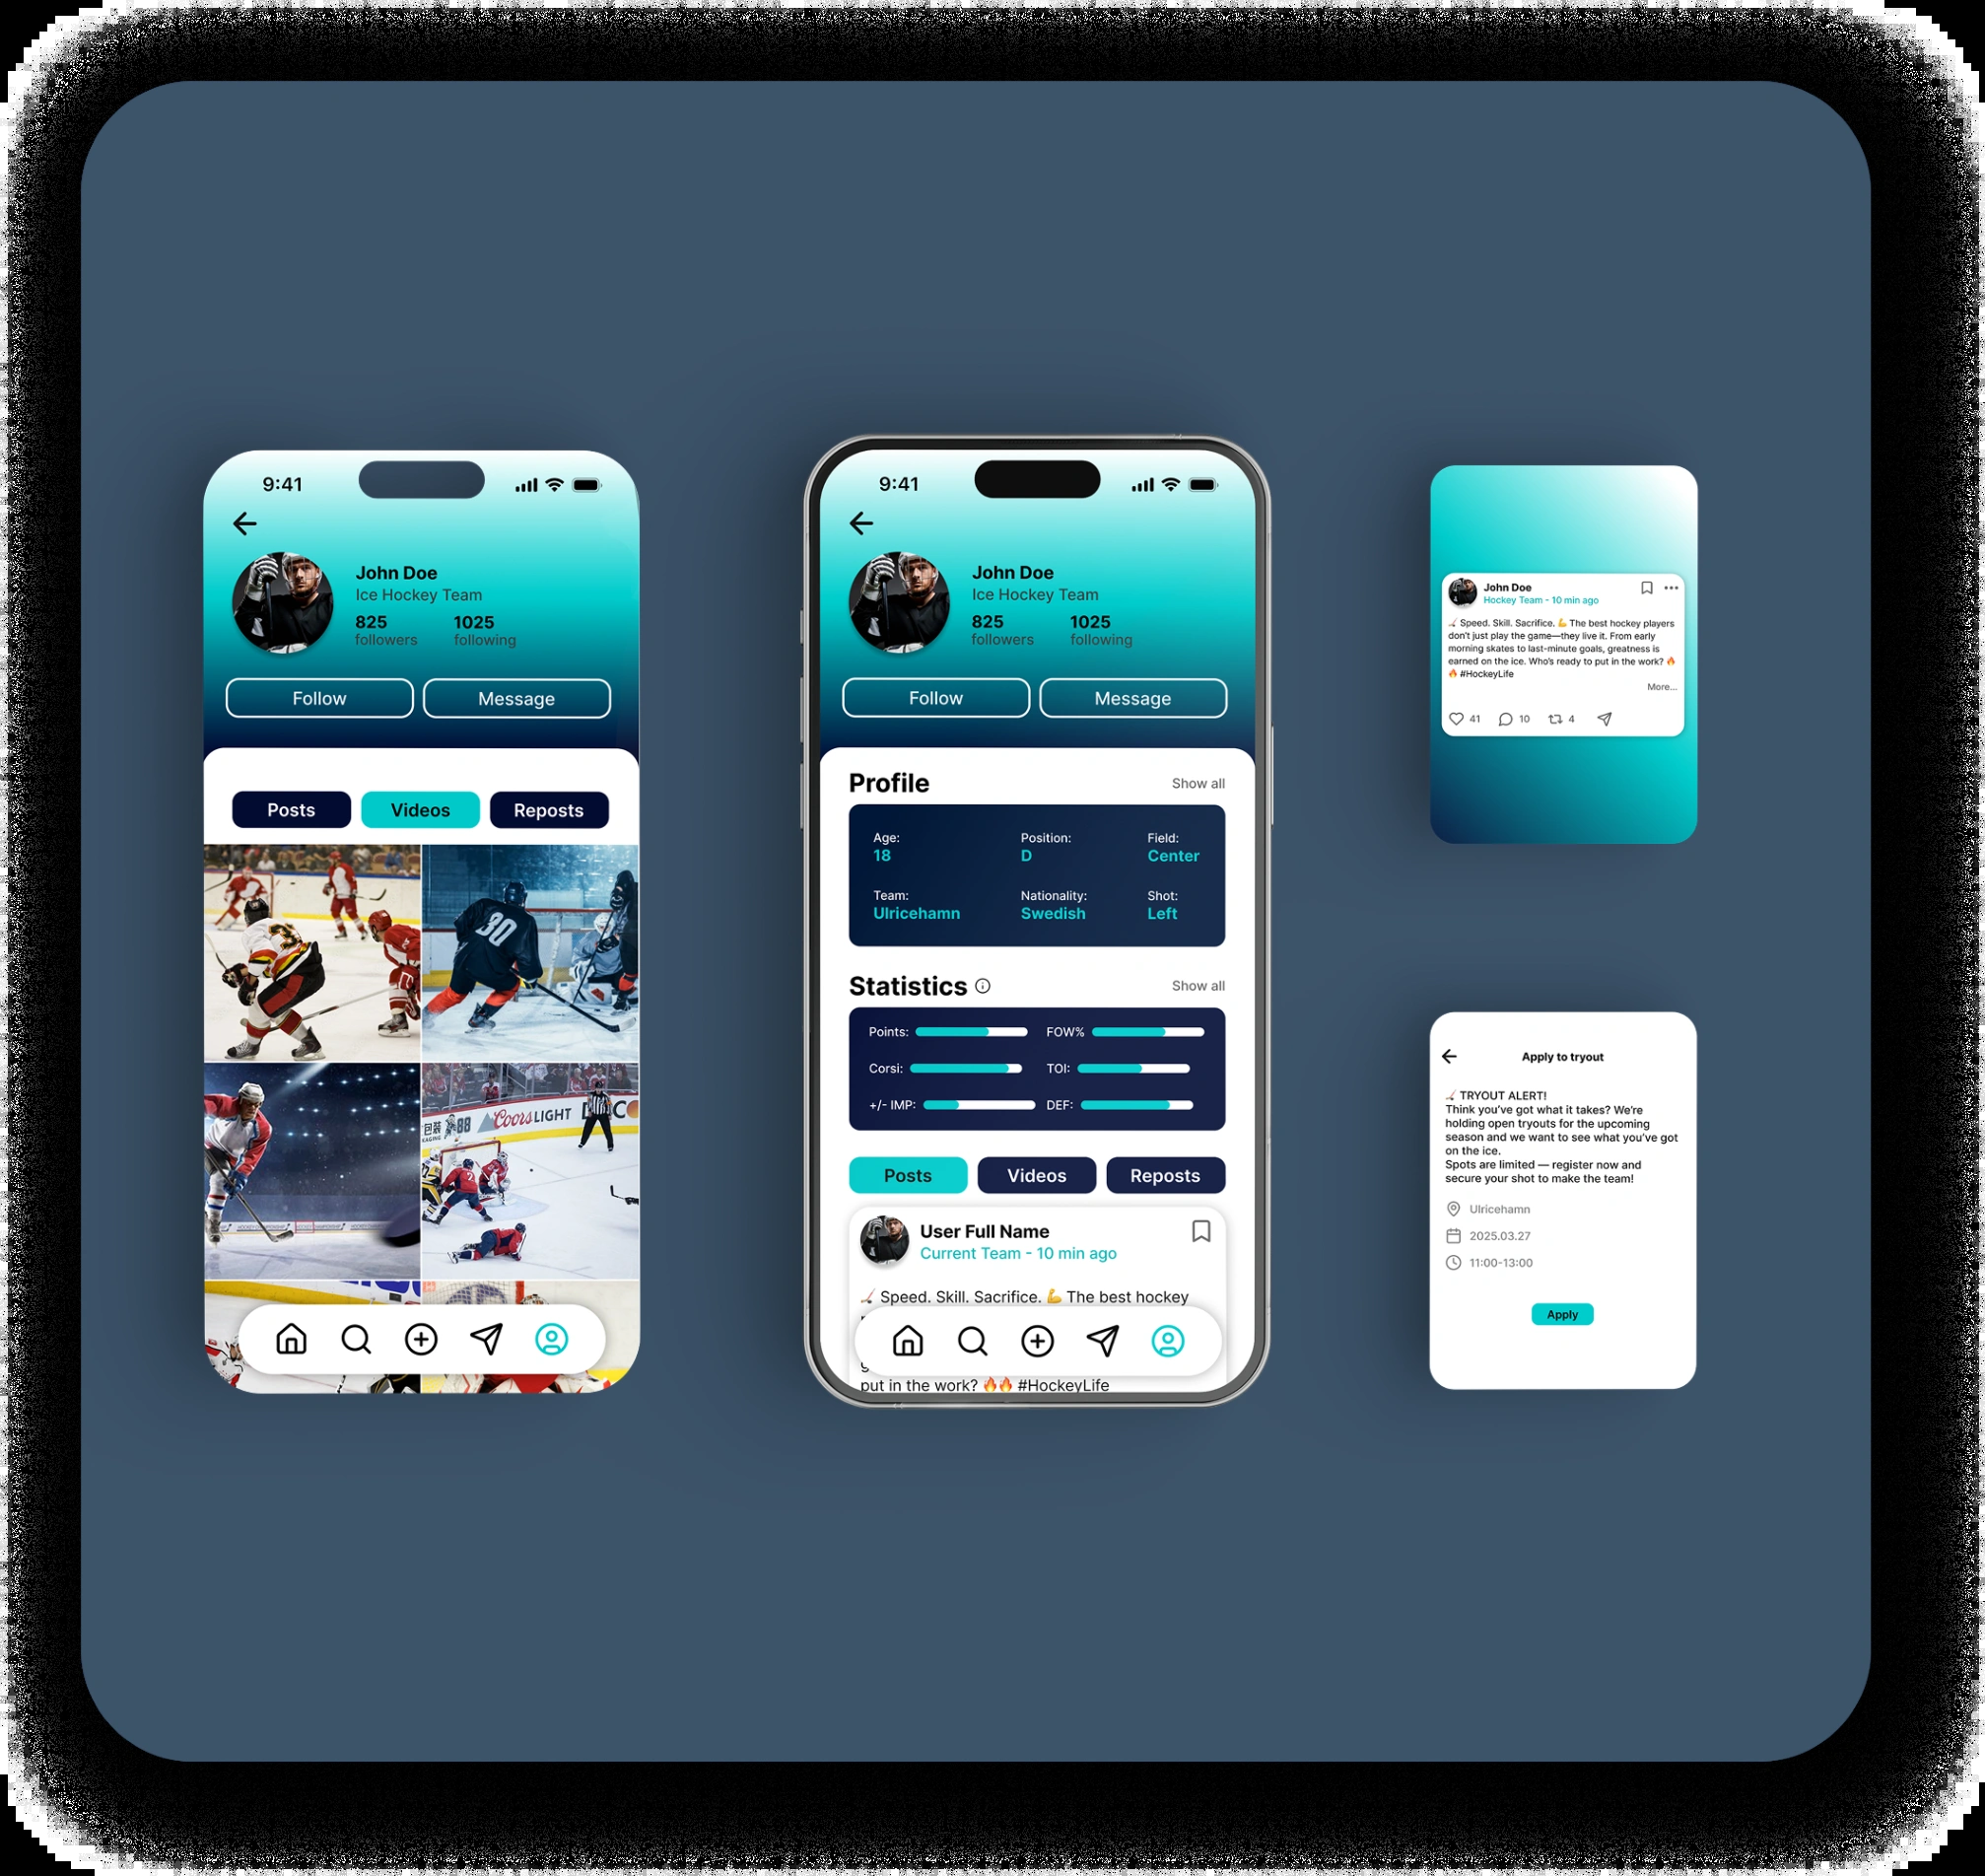 9:41
John Doe
Ice Hockey Team
825 1025
followers following
Follow Message
Posts Videos Reposts
30
包裝 88 Coors LIGHT
9:41
John Doe
Ice Hockey Team
825 1025
followers following
Follow Message
Profile Show all
Age: Position: Field:
18 D Center
Team: Nationality: Shot:
Ulricehamn Swedish Left
Statistics Show all
Points: FOW%
Corsi: TOI:
+/- IMP: DEF:
Posts Videos Reposts
User Full Name
Current Team - 10 min ago
🏒 Speed. Skill. Sacrifice. 💪 The best hockey
put in the work? 🔥🔥 #HockeyLife
John Doe
Hockey Team - 10 min ago
🏒 Speed. Skill. Sacrifice. 💪 The best hockey players
don't just play the game—they live it. From early
morning skates to last-minute goals, greatness is
earned on the ice. Who's ready to put in the work? 🔥
🔥 #HockeyLife
More...
41 10 4
Apply to tryout
🏒 TRYOUT ALERT!
Think you've got what it takes? We're
holding open tryouts for the upcoming
season and we want to see what you've got
on the ice.
Spots are limited — register now and
secure your shot to make the team!
Ulricehamn
2025.03.27
11:00-13:00
Apply